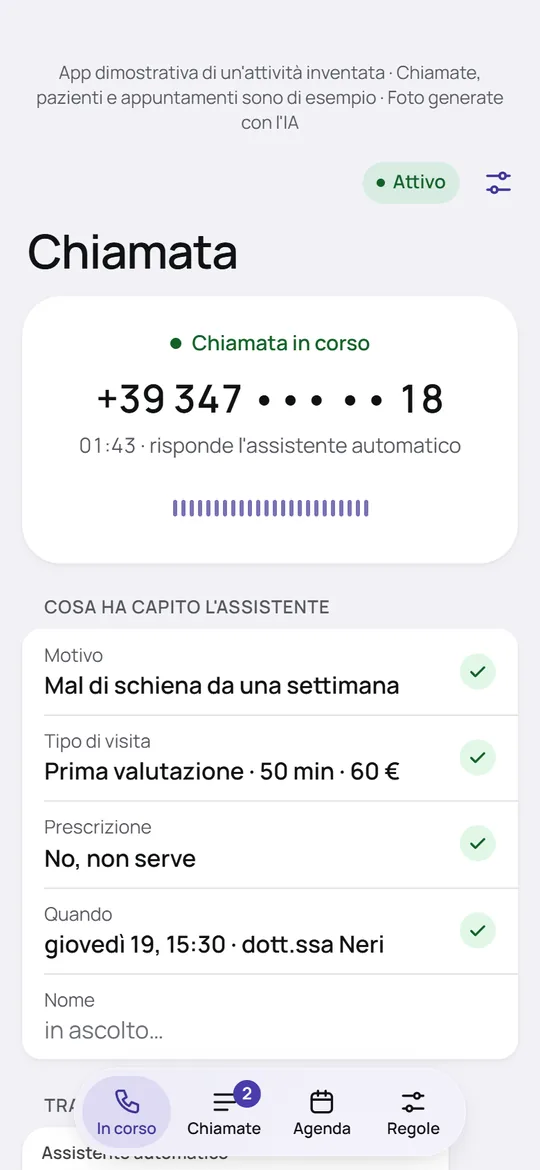 App dimostrativa di un'attività inventata · Chiamate,
pazienti e appuntamenti sono di esempio · Foto generate
con l'IA
Attivo
Chiamata
Chiamata in corso
+39 347 ••• •• 18
01:43 · risponde l'assistente automatico
COSA HA CAPITO L'ASSISTENTE
Motivo
Mal di schiena da una settimana
Tipo di visita
Prima valutazione · 50 min · 60 €
Prescrizione
No, non serve
Quando
giovedì 19, 15:30 · dott.ssa Neri
Nome
in ascolto…
2
In corso
Chiamate
Agenda
Regole
Assistente automatico